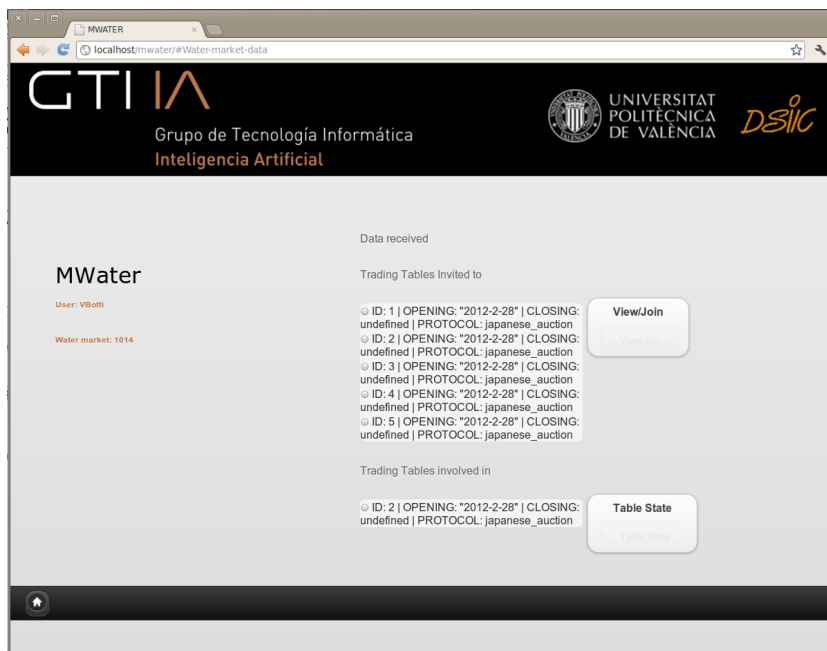 MWATER
localhost/mwater/#Water-market-data
GTI IA
Grupo de Tecnología Informática
Inteligencia Artificial
UNIVERSITAT
POLITÈCNICA
DE VALÈNCIA
DSIC
Data received
MWater
Trading Tables Invited to
User: VBotti
Water market: 1014
ID: 1 | OPENING: "2012-2-28" | CLOSING:
undefined | PROTOCOL: japanese_auction
ID: 2 | OPENING: "2012-2-28" | CLOSING:
undefined | PROTOCOL: japanese_auction
ID: 3 | OPENING: "2012-2-28" | CLOSING:
undefined | PROTOCOL: japanese_auction
ID: 4 | OPENING: "2012-2-28" | CLOSING:
undefined | PROTOCOL: japanese_auction
ID: 5 | OPENING: "2012-2-28" | CLOSING:
undefined | PROTOCOL: japanese_auction
View/Join
View/Join
Trading Tables involved in
ID: 2 | OPENING: "2012-2-28" | CLOSING:
undefined | PROTOCOL: japanese_auction
Table State
Table State